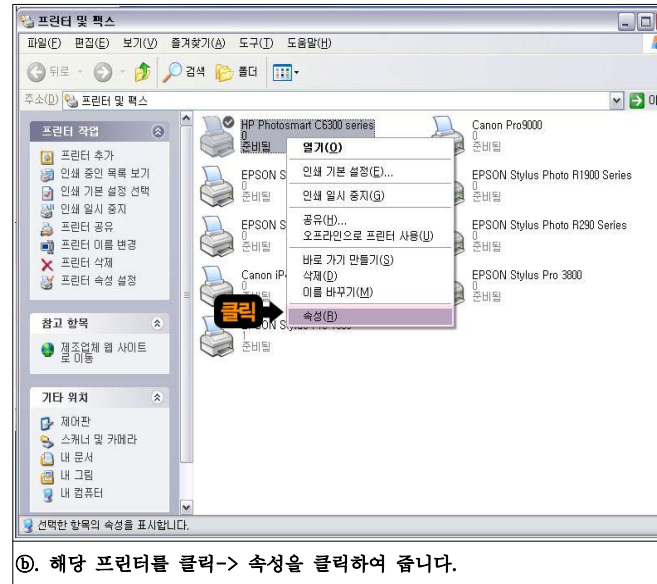 프린터 및 팩스
파일(F) 편집(E) 보기(V) 즐겨찾기(A) 도구(T) 도움말(H)
뒤로 검색 폴더
주소(D) 프린터 및 팩스
프린터 작업
프린터 추가
인쇄 중인 목록 보기
인쇄 기본 설정 선택
인쇄 일시 중지
프린터 공유
프린터 이름 변경
프린터 삭제
프린터 속성 설정
참고 항목
제조업체 웹 사이트
로 이동
기타 위치
제어판
스캐너 및 카메라
내 문서
내 그림
내 컴퓨터
HP Photosmart C6300 series
0
준비됨
Canon Pro9000
0
준비됨
EPSON S
준비됨
EPSON Stylus Photo R1900 Series
0
준비됨
EPSON S
준비됨
EPSON Stylus Photo R290 Series
0
준비됨
Canon iP
준비됨
EPSON Stylus Pro 3800
0
준비됨
1
준비됨
열기(O)
인쇄 기본 설정(E)...
인쇄 일시 중지(G)
공유(H)...
오프라인으로 프린터 사용(U)
바로 가기 만들기(S)
삭제(D)
이름 바꾸기(M)
속성(R)
클릭
선택한 항목의 속성을 표시합니다.
ⓑ. 해당 프린터를 클릭-> 속성을 클릭하여 줍니다.